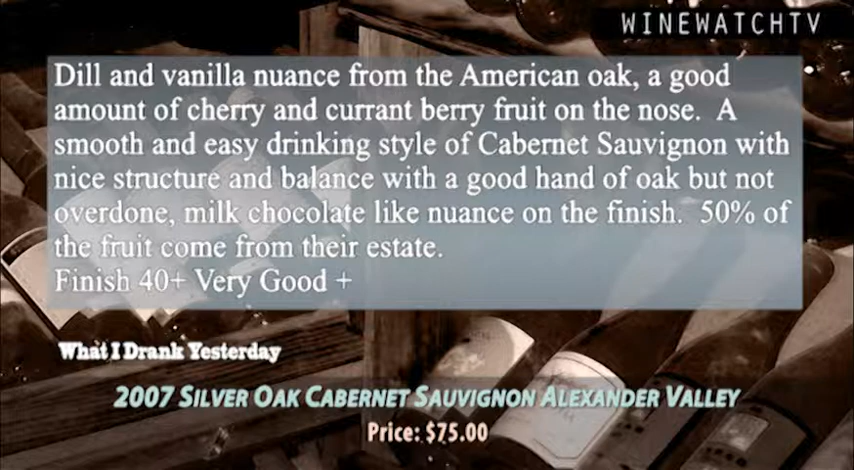 WINEWATCHTV
Dill and vanilla nuance from the American oak, a good
amount of cherry and currant berry fruit on the nose.  A
smooth and easy drinking style of Cabernet Sauvignon with
nice structure and balance with a good hand of oak but not
overdone, milk chocolate like nuance on the finish.  50% of
the fruit come from their estate.
Finish 40+ Very Good +
What I Drank Yesterday
2007 Silver Oak Cabernet Sauvignon Alexander Valley
Price: $75.00